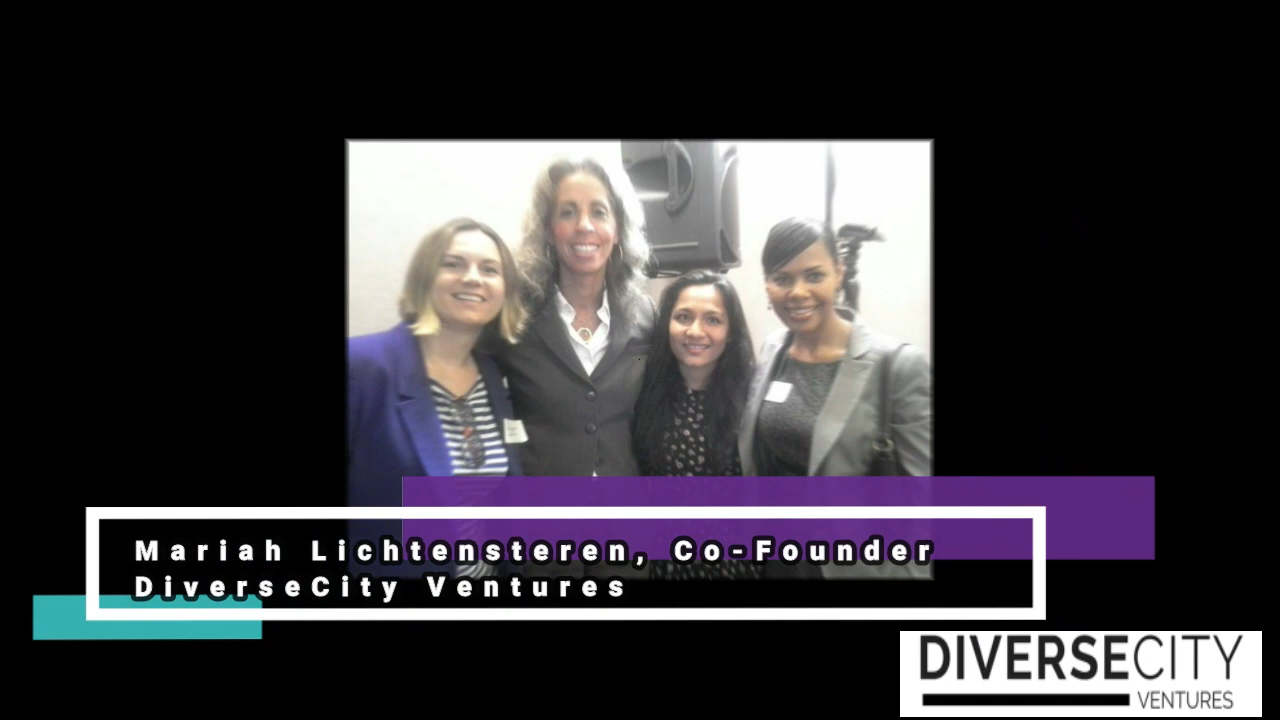 Mariah Lichtensteren, Co-Founder
DiverseCity Ventures
DIVERSECITY
VENTURES